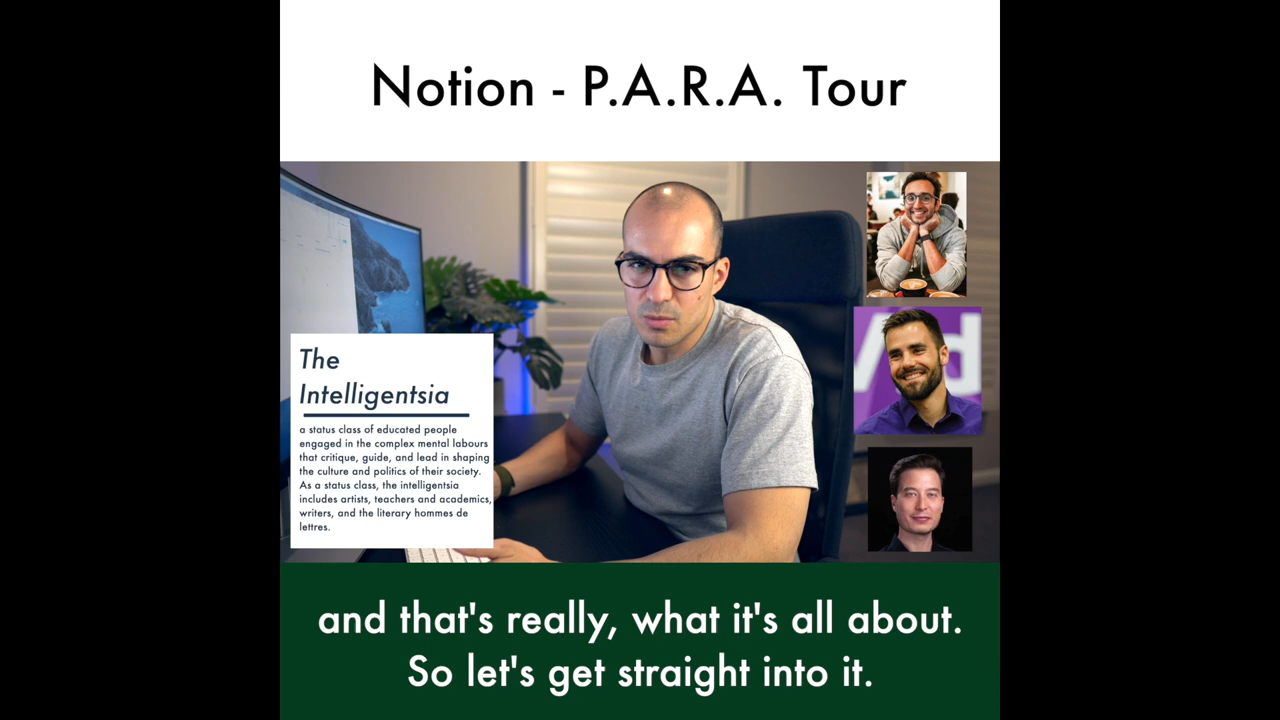 Notion - P.A.R.A. Tour
The
Intelligentsia
a status class of educated people
engaged in the complex mental labours
that critique, guide, and lead in shaping
the culture and politics of their society.
As a status class, the intelligentsia
includes artists, teachers and academics,
writers, and the literary hommes de
lettres.
and that's really, what it's all about.
So let's get straight into it.